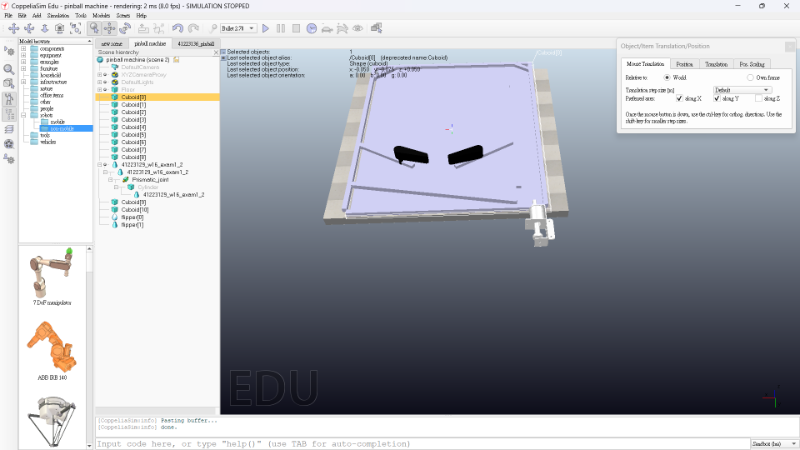 CoppeliaSim Edu - pinball machine - rendering: 2 ms (8.0 fps) - SIMULATION STOPPED
File Edit Add Simulation Tools Modules Scenes Help
Bullet 2.78
Model browser
new scene
pinball machine
41223136_pinball
components
equipment
examples
furniture
household
infrastructure
nature
office items
other
people
robots
mobile
non-mobile
tools
vehicles
7 DoF manipulator
ABB IRB 140
Scene hierarchy
pinball machine (scene 2)
DefaultCamera
XYZCameraProxy
DefaultLights
Floor
Cuboid[0]
Cuboid[1]
Cuboid[2]
Cuboid[3]
Cuboid[4]
Cuboid[5]
Cuboid[6]
Cuboid[7]
Cuboid[8]
41223129_w16_exam1_2
41223129_w16_exam1_2
Prismatic_joint
Cylinder
41223129_w16_exam1_2
Cuboid[9]
Cuboid[10]
flipper[0]
flipper[1]
Selected objects: 1
Last selected object alias: /Cuboid[0] (deprecated name: Cuboid)
Last selected object type: Shape (cuboid)
Last selected object position:
Last selected object orientation: a: 0.00 b: 0.00 g: 0.00
/Cuboid[0]
Object/Item Translation/Position
Mouse Translation
Position
Translation
Pos. Scaling
Relative to:
World
Own frame
Translation step size [m]
Default
Preferred axes:
along X
along Y
along Z
Once the mouse button is down, use the ctrl-key for orthog. directions. Use the shift-key for smaller step sizes.
EDU
[CoppeliaSim:info] Pasting buffer...
[CoppeliaSim:info] done.
Input code here, or type "help()" (use TAB for auto-completion)
Sandbox (lua)